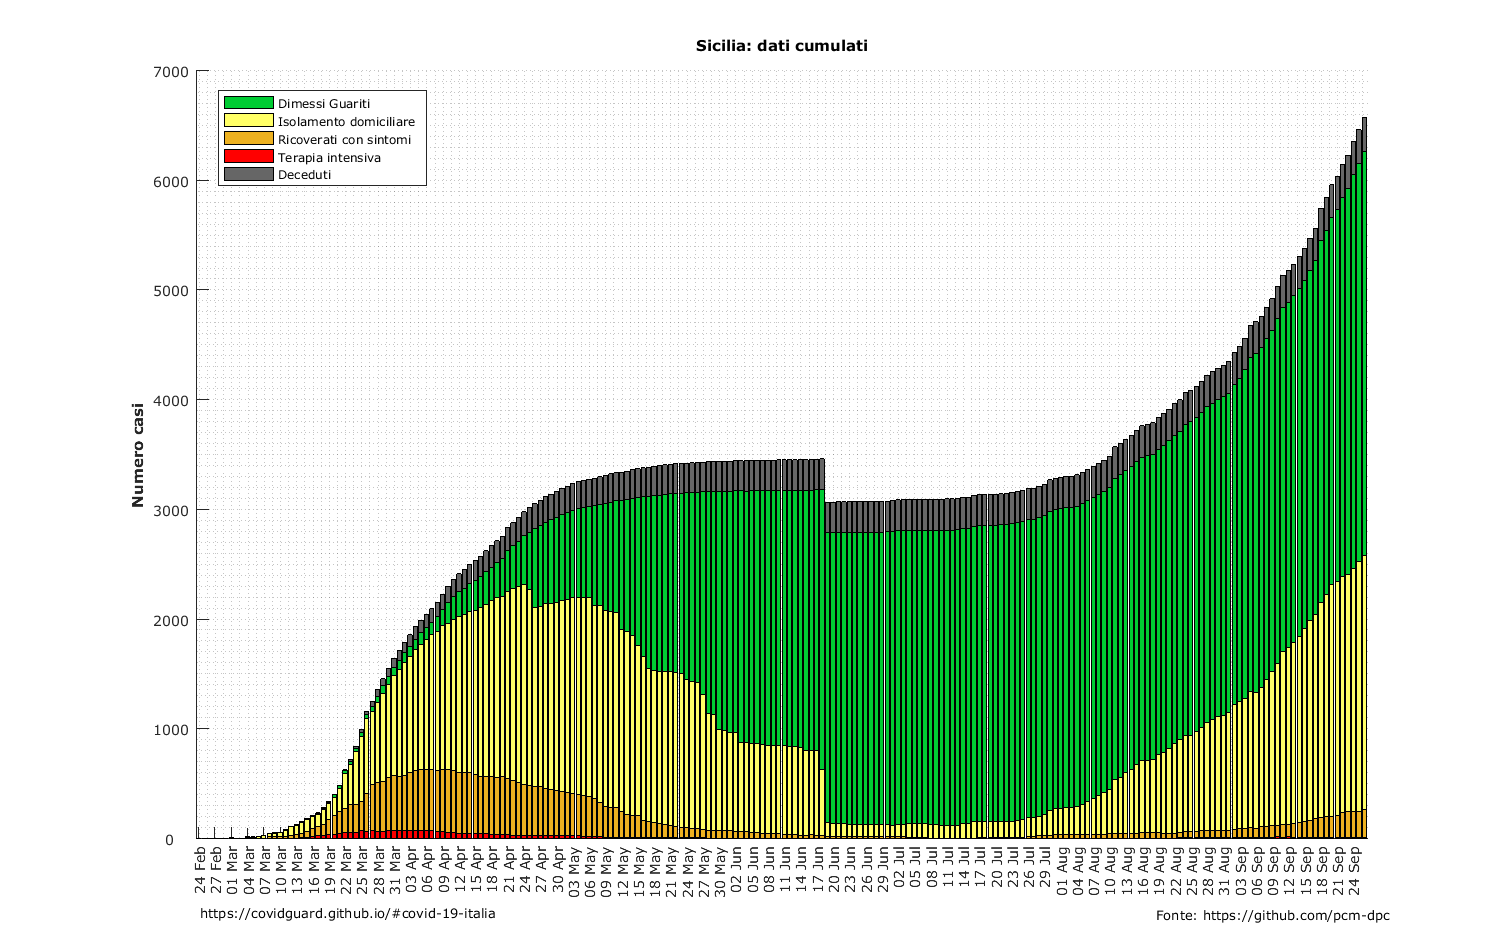 Sicilia: dati cumulati
7000
6000
5000
4000
3000
2000
1000
0
Numero casi
Dimessi Guariti
Isolamento domiciliare
Ricoverati con sintomi
Terapia intensiva
Deceduti
24 Feb
27 Feb
01 Mar
04 Mar
07 Mar
10 Mar
13 Mar
16 Mar
19 Mar
22 Mar
25 Mar
28 Mar
31 Mar
03 Apr
06 Apr
09 Apr
12 Apr
15 Apr
18 Apr
21 Apr
24 Apr
27 Apr
30 Apr
03 May
06 May
09 May
12 May
15 May
18 May
21 May
24 May
27 May
30 May
02 Jun
05 Jun
08 Jun
11 Jun
14 Jun
17 Jun
20 Jun
23 Jun
26 Jun
29 Jun
02 Jul
05 Jul
08 Jul
11 Jul
14 Jul
17 Jul
20 Jul
23 Jul
26 Jul
29 Jul
01 Aug
04 Aug
07 Aug
10 Aug
13 Aug
16 Aug
19 Aug
22 Aug
25 Aug
28 Aug
31 Aug
03 Sep
06 Sep
09 Sep
12 Sep
15 Sep
18 Sep
21 Sep
24 Sep
https://covidguard.github.io/#covid-19-italia
Fonte: https://github.com/pcm-dpc